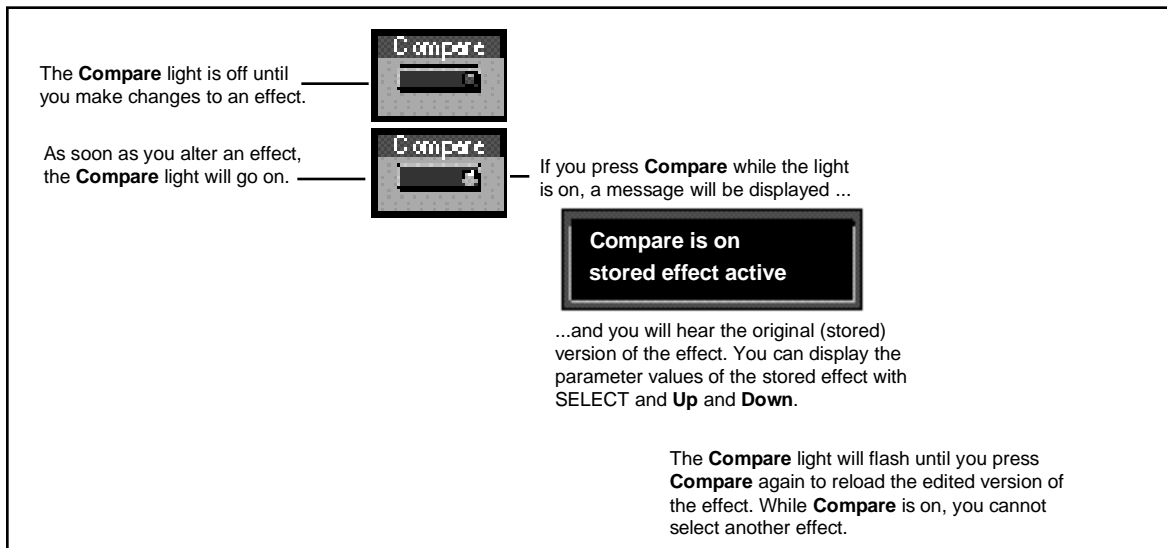 Compare
The Compare light is off until
you make changes to an effect.
Compare
As soon as you alter an effect,
the Compare light will go on.
If you press Compare while the light
is on, a message will be displayed ...
Compare is on
stored effect active
...and you will hear the original (stored)
version of the effect. You can display the
parameter values of the stored effect with
SELECT and Up and Down.
The Compare light will flash until you press
Compare again to reload the edited version of
the effect. While Compare is on, you cannot
select another effect.